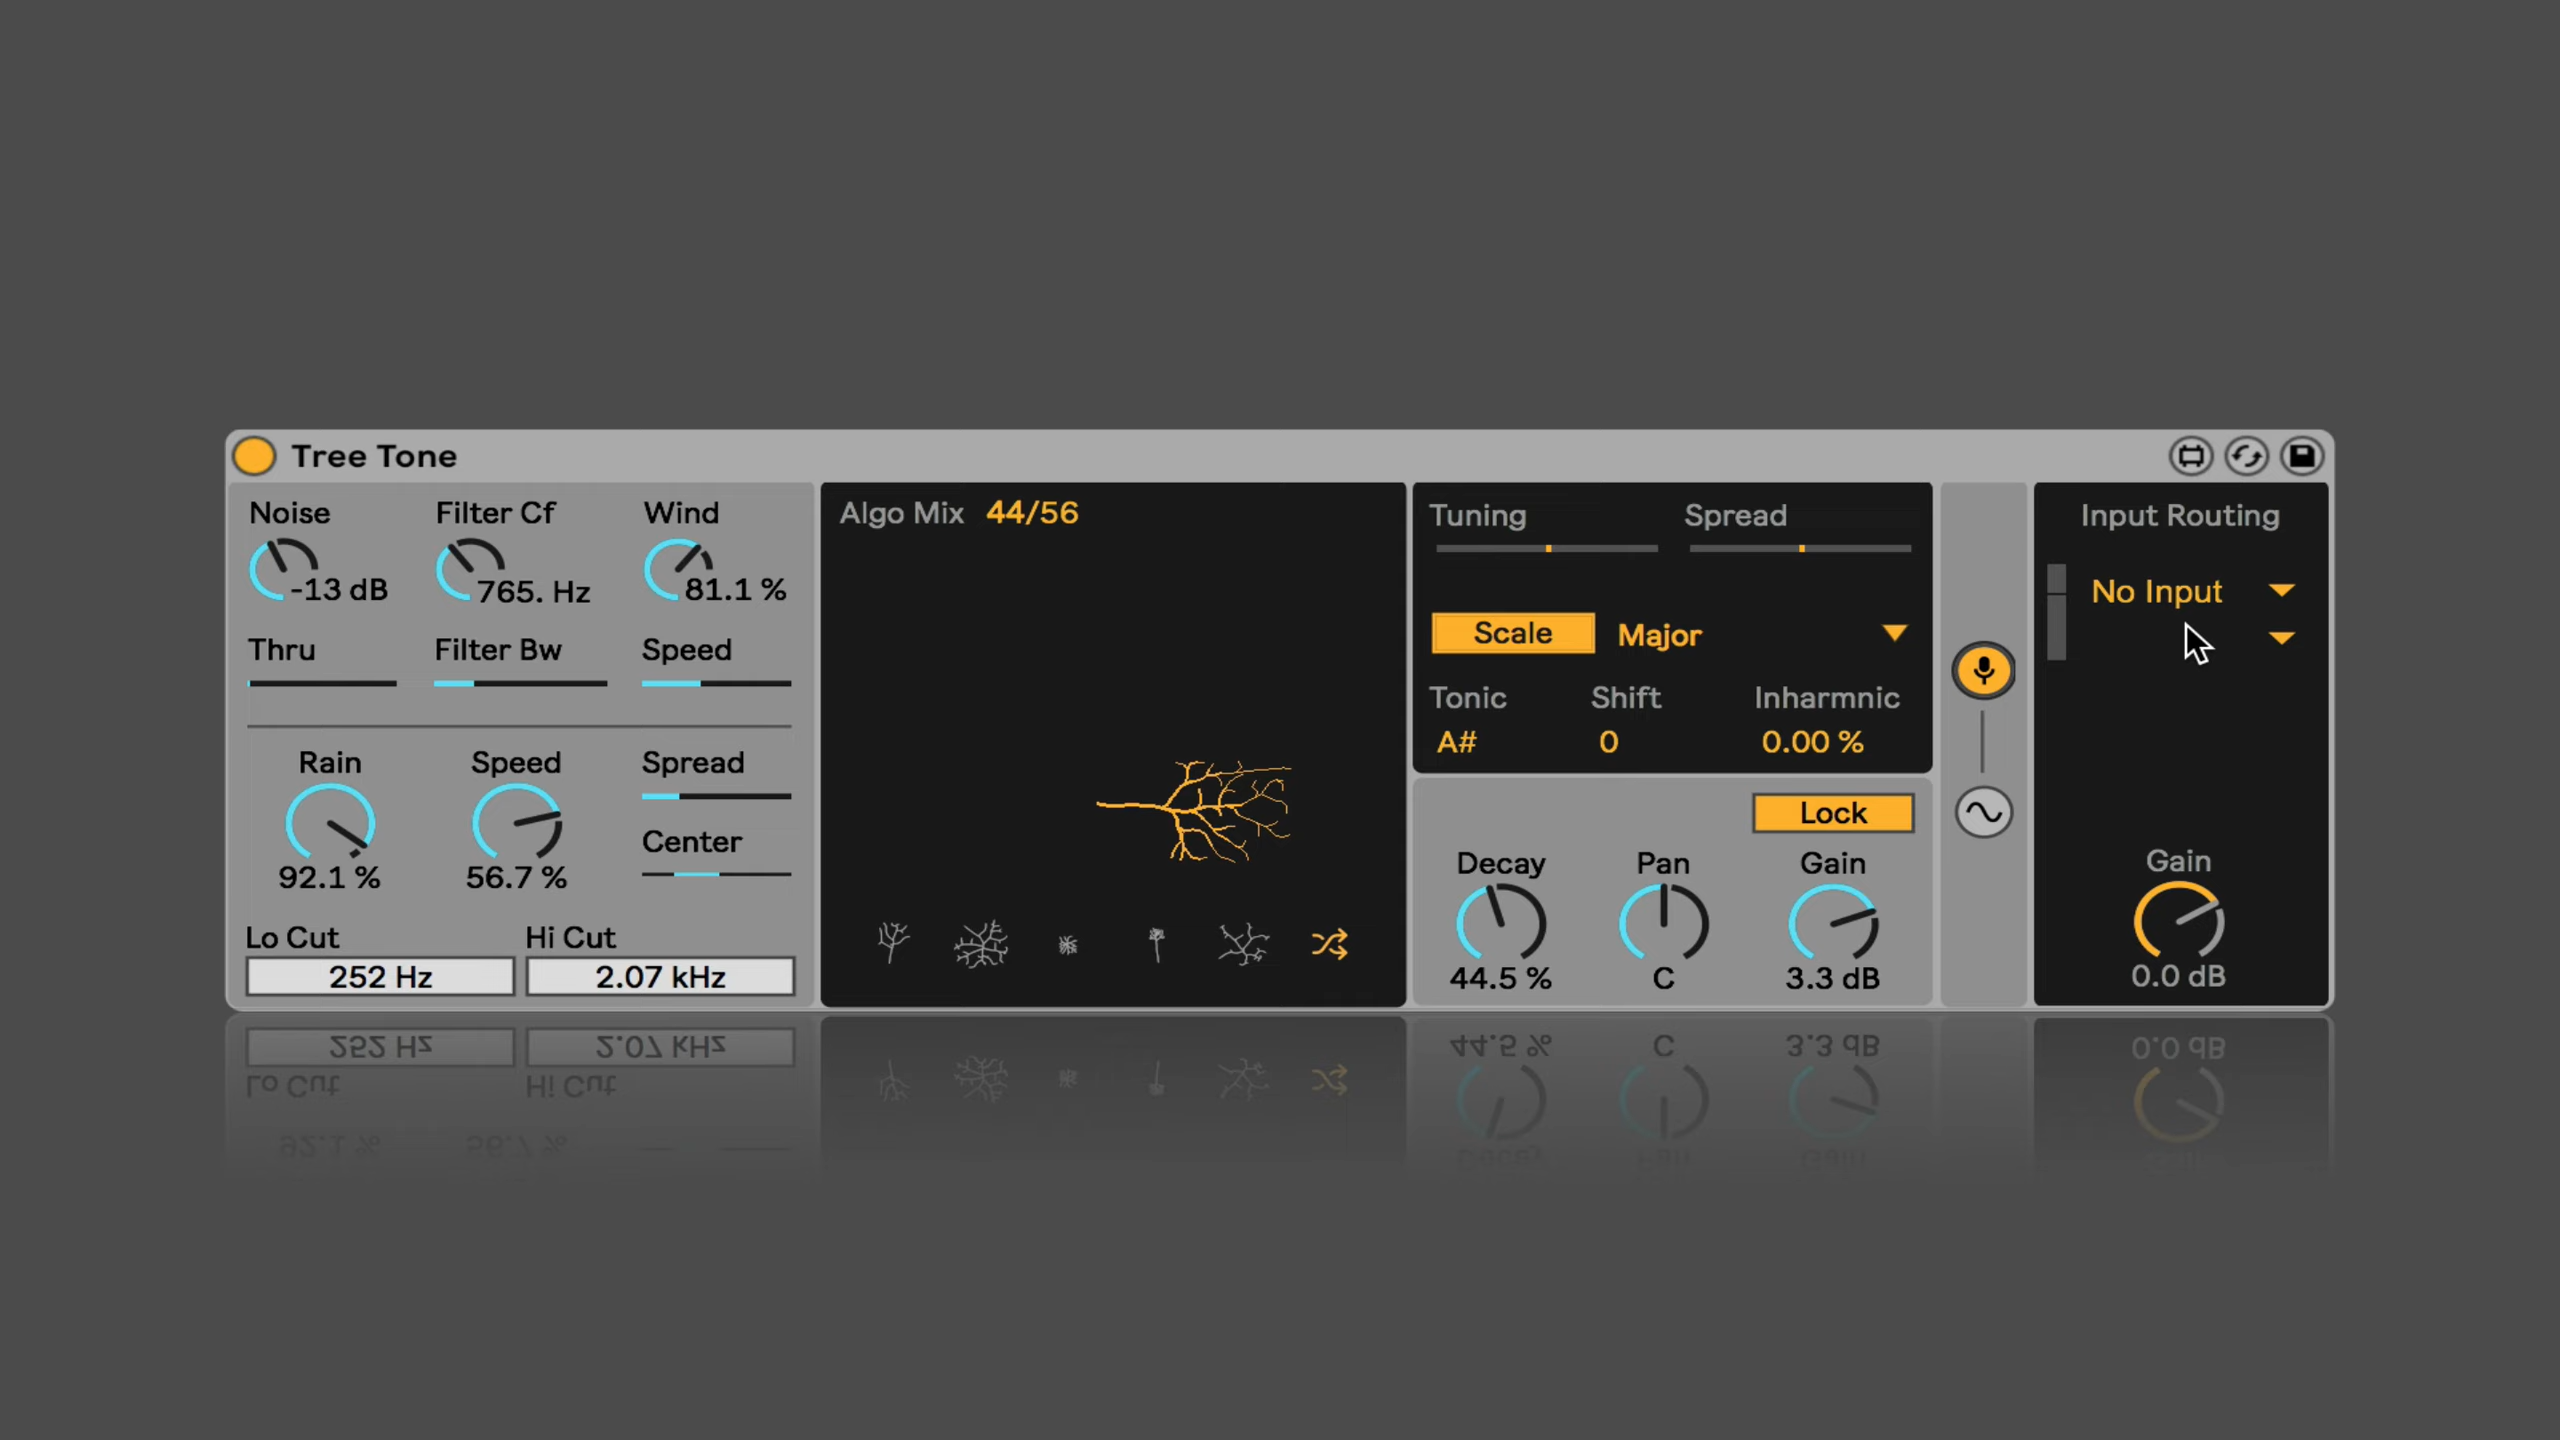 Tree Tone
Noise Filter Cf Wind
-13 dB 765. Hz 81.1 %
Thru Filter Bw Speed
Rain Speed Spread
Center
92.1 % 56.7 %
Lo Cut Hi Cut
252 Hz 2.07 kHz
Algo Mix 44/56
Tuning Spread
Scale Major
Tonic Shift Inharmnic
A# 0 0.00 %
Lock
Decay Pan Gain
44.5 % C 3.3 dB
Input Routing
No Input
Gain
0.0 dB